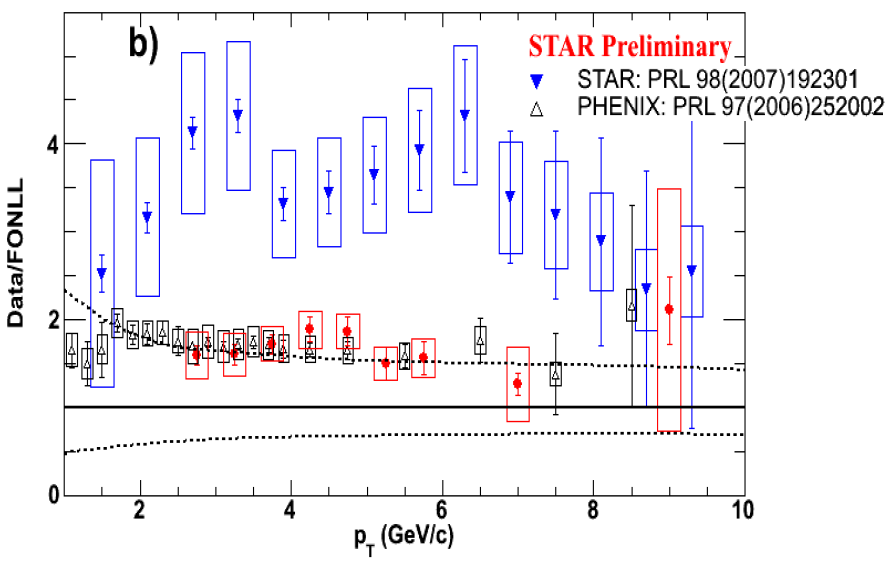 b)
STAR Preliminary
STAR: PRL 98(2007)192301
PHENIX: PRL 97(2006)252002
Data/FONLL
4
2
0
2 4 6 8 10
p_T (GeV/c)